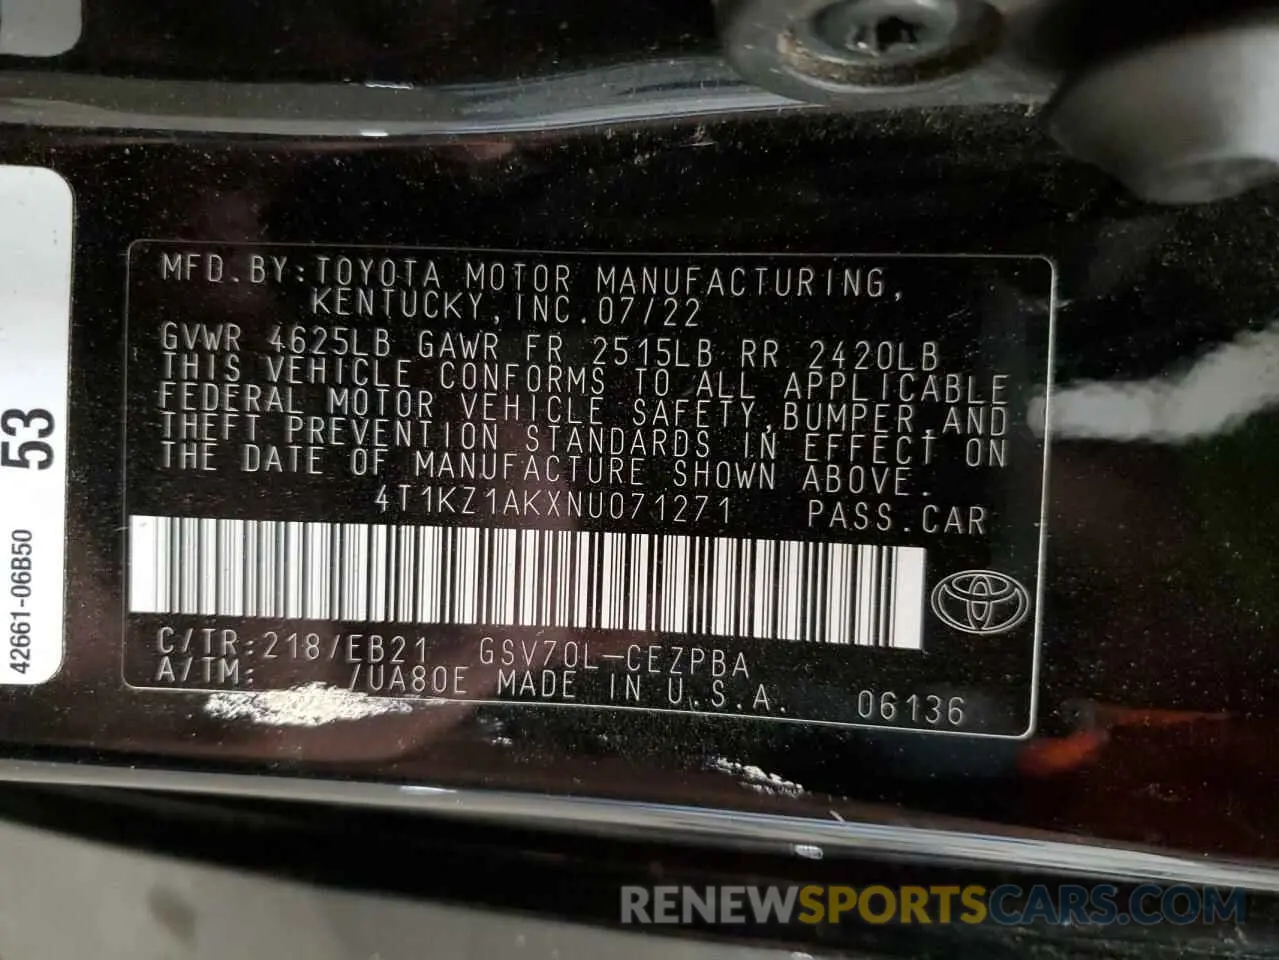 MFD.BY:TOYOTA MOTOR MANUFACTURING,
KENTUCKY,INC.07/22
GVWR 4625LB GAWR FR 2515LB RR 2420LB
THIS VEHICLE CONFORMS TO ALL APPLICABLE
FEDERAL MOTOR VEHICLE SAFETY,BUMPER,AND
THEFT PREVENTION STANDARDS IN EFFECT ON
THE DATE OF MANUFACTURE SHOWN ABOVE.
4T1KZ1AKXNU071271 PASS.CAR
C/TR:218/EB21 GSV70L-CEZPBA
A/TM: /UA80E MADE IN U.S.A. 06136
53
42661-06B50
RENEWSPORTSCARS.COM